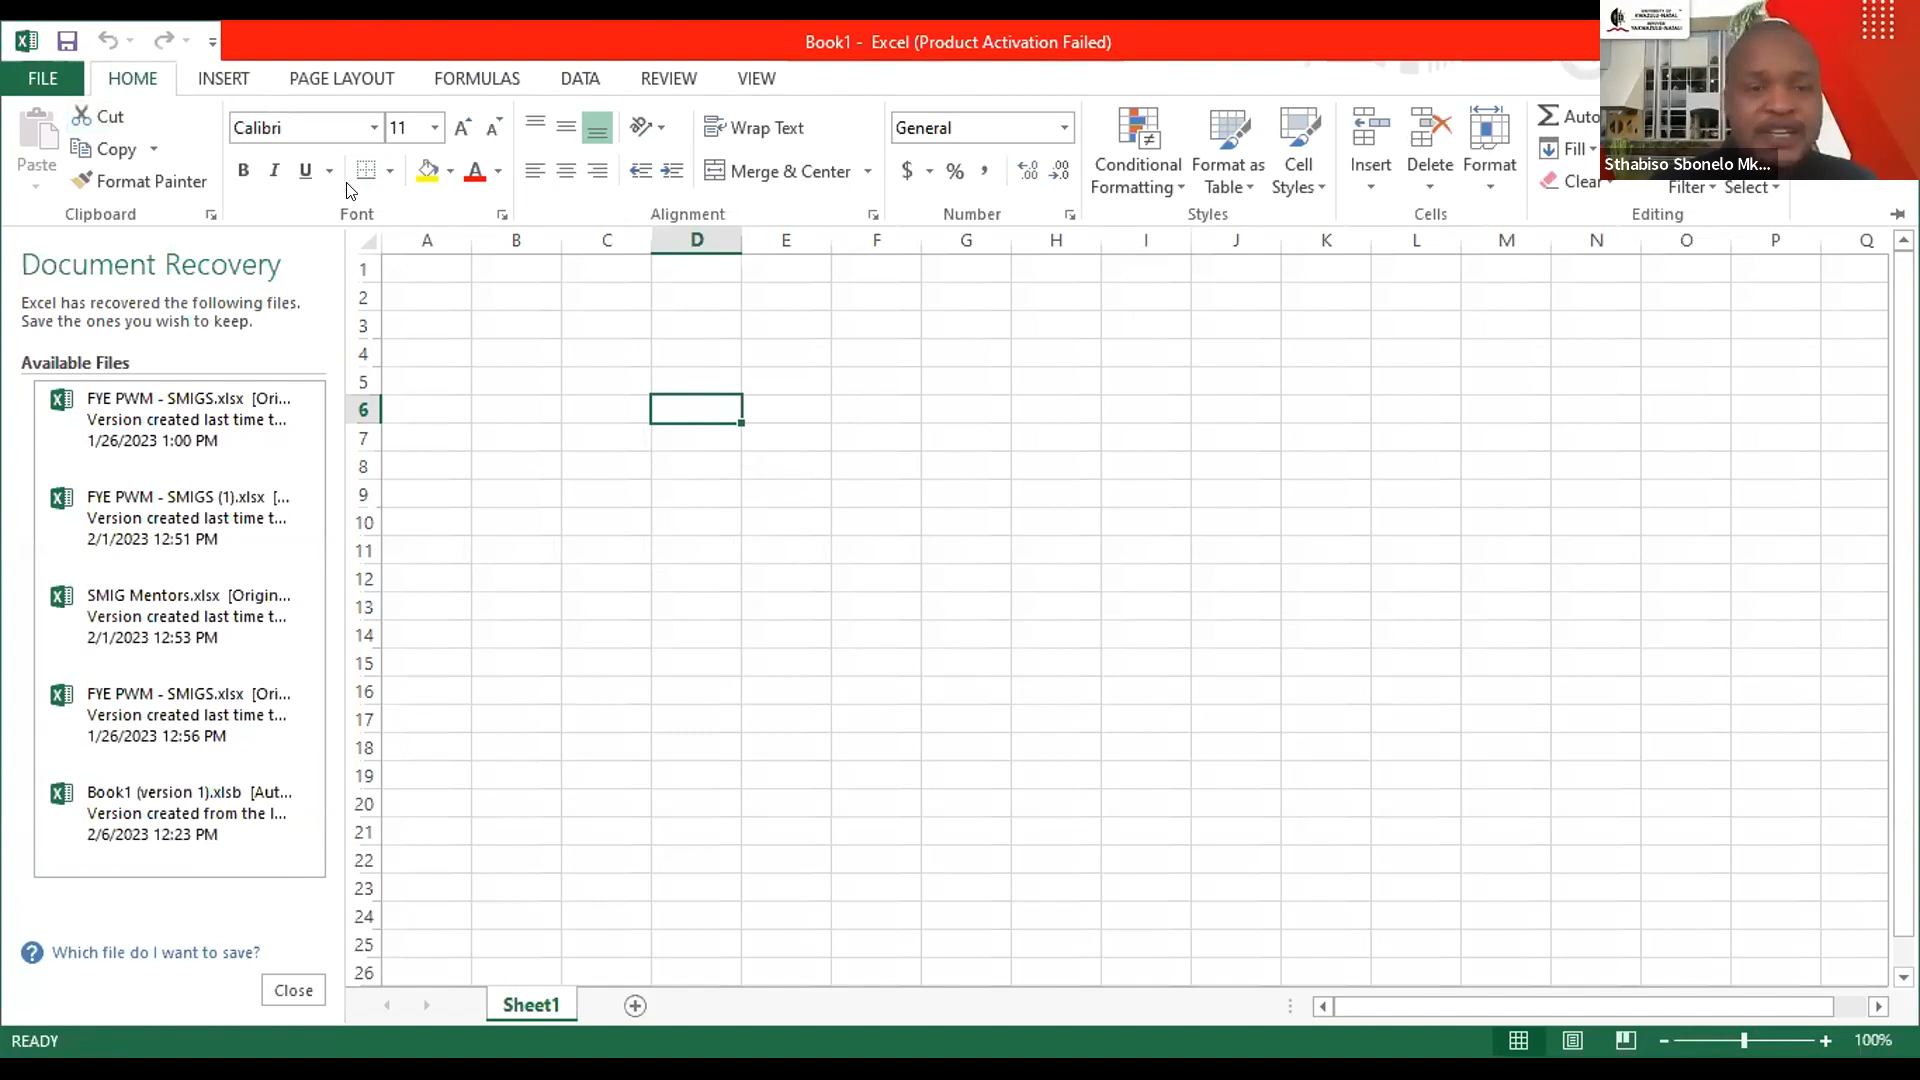 Book1 - Excel (Product Activation Failed)
UNIVERSITY OF
KWAZULU-NATAL
INYUVESI
YAKWAZULU-NATALI
FILE HOME INSERT PAGE LAYOUT FORMULAS DATA REVIEW VIEW
Paste
Cut
Copy
Format Painter
Clipboard
Calibri 11
B I U A
Font
Wrap Text
Merge & Center
Alignment
General
$ % ,
Number
Conditional
Formatting
Format as
Table
Cell
Styles
Styles
Insert Delete Format
Cells
Auto
Fill
Clear
Filter Select
Editing
Sthabiso Sbonelo Mk...
Document Recovery
Excel has recovered the following files.
Save the ones you wish to keep.
Available Files
FYE PWM - SMIGS.xlsx [Ori...
Version created last time t...
1/26/2023 1:00 PM
FYE PWM - SMIGS (1).xlsx [...
Version created last time t...
2/1/2023 12:51 PM
SMIG Mentors.xlsx [Origin...
Version created last time t...
2/1/2023 12:53 PM
FYE PWM - SMIGS.xlsx [Ori...
Version created last time t...
1/26/2023 12:56 PM
Book1 (version 1).xlsb [Aut...
Version created from the l...
2/6/2023 12:23 PM
Which file do I want to save?
Close
A B C D E F G H I J K L M N O P Q
1
2
3
4
5
6
7
8
9
10
11
12
13
14
15
16
17
18
19
20
21
22
23
24
25
26
Sheet1
READY
100%